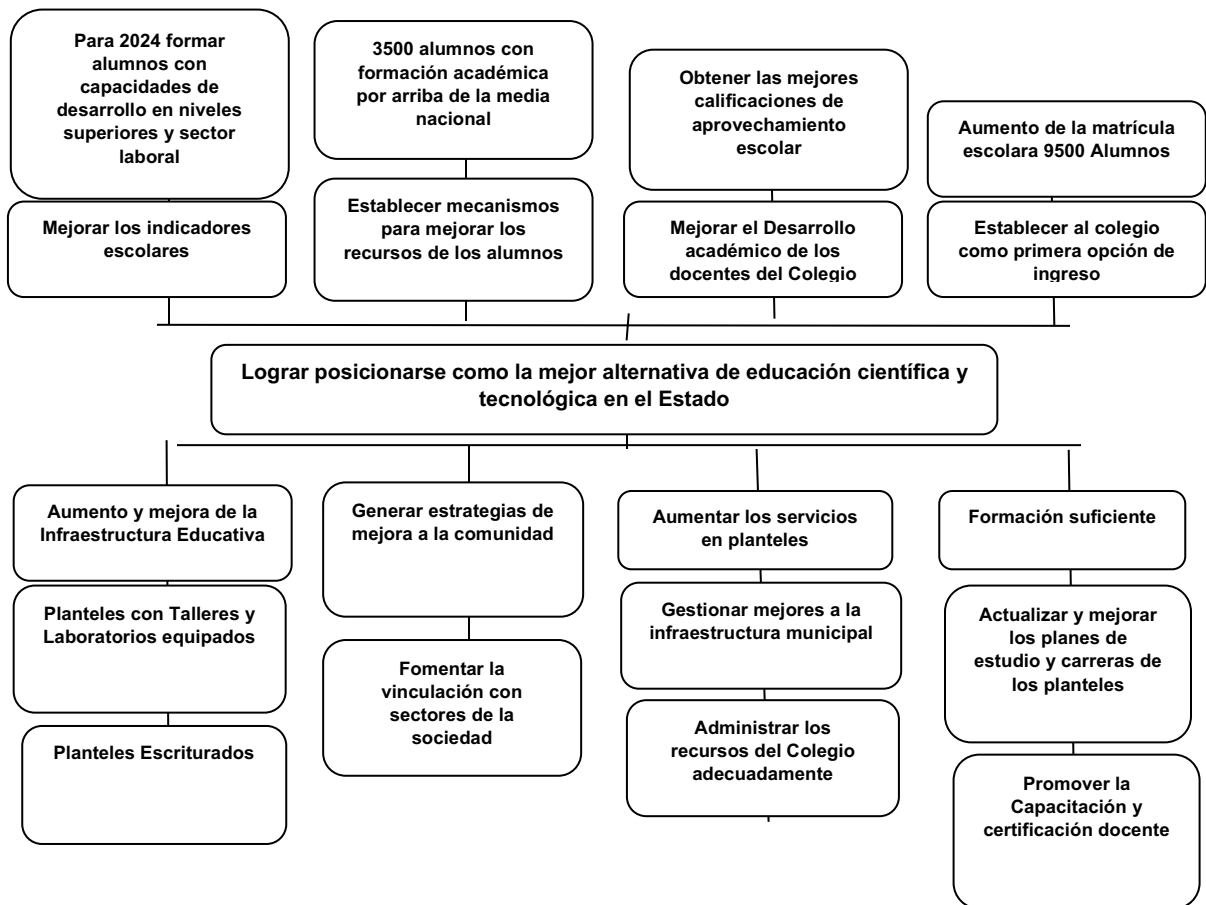 Para 2024 formar
alumnos con
capacidades de
desarrollo en niveles
superiores y sector
laboral
3500 alumnos con
formación académica
por arriba de la media
nacional
Obtener las mejores
calificaciones de
aprovechamiento
escolar
Aumento de la matrícula
escolara 9500 Alumnos
Mejorar los indicadores
escolares
Establecer mecanismos
para mejorar los
recursos de los alumnos
Mejorar el Desarrollo
académico de los
docentes del Colegio
Establecer al colegio
como primera opción de
ingreso
Lograr posicionarse como la mejor alternativa de educación científica y
tecnológica en el Estado
Aumento y mejora de la
Infraestructura Educativa
Generar estrategias de
mejora a la comunidad
Aumentar los servicios
en planteles
Formación suficiente
Planteles con Talleres y
Laboratorios equipados
Fomentar la
vinculación con
sectores de la
sociedad
Gestionar mejores a la
infraestructura municipal
Actualizar y mejorar
los planes de
estudio y carreras de
los planteles
Planteles Escriturados
Administrar los
recursos del Colegio
adecuadamente
Promover la
Capacitación y
certificación docente